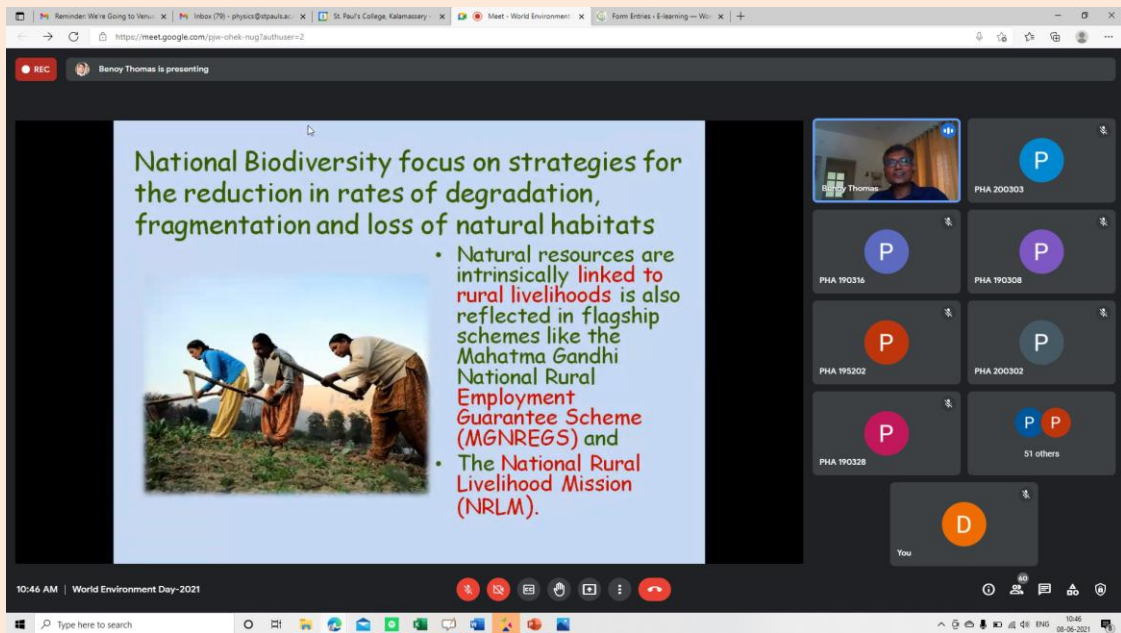 Reminder: We're Going to Venus
Inbox (79) - physics@stpauls.ac.
St. Paul's College, Kalamassery -
Meet - World Environment
Form Entries ‹ E-learning — Wo
https://meet.google.com/pjw-ohek-nug?authuser=2
REC
Benoy Thomas is presenting
National Biodiversity focus on strategies for
the reduction in rates of degradation,
fragmentation and loss of natural habitats
• Natural resources are
intrinsically linked to
rural livelihoods is also
reflected in flagship
schemes like the
Mahatma Gandhi
National Rural
Employment
Guarantee Scheme
(MGNREGS) and
• The National Rural
Livelihood Mission
(NRLM).
Benoy Thomas
P
PHA 200303
P
PHA 190316
P
PHA 190308
P
PHA 195202
P
PHA 200302
P
PHA 190328
P P
51 others
D
You
10:46 AM | World Environment Day-2021
60
Type here to search
ENG
10:46
08-06-2021